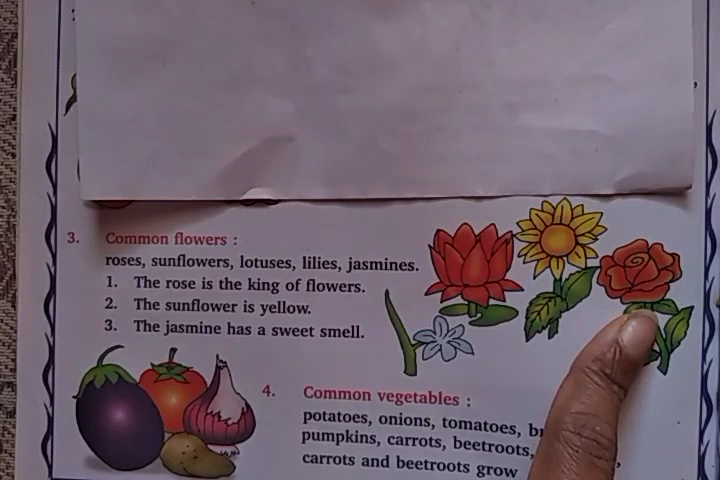 3. Common flowers :
roses, sunflowers, lotuses, lilies, jasmines.
1. The rose is the king of flowers.
2. The sunflower is yellow.
3. The jasmine has a sweet smell.
4. Common vegetables :
potatoes, onions, tomatoes,
pumpkins, carrots, beetroots,
carrots and beetroots grow